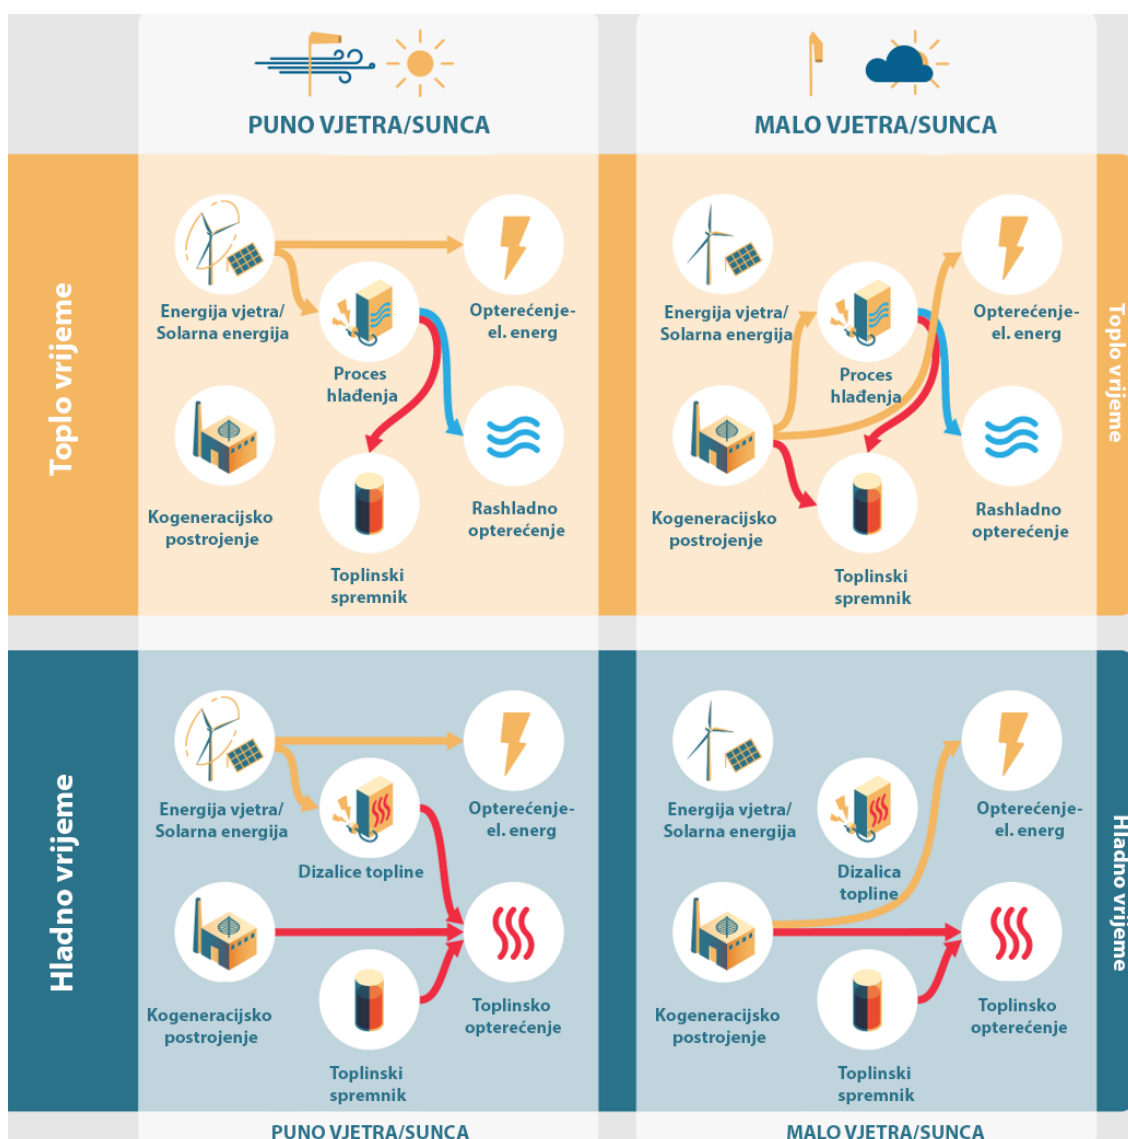 PUNO VJETRA/SUNCA
MALO VJETRA/SUNCA
Toplo vrijeme
Energija vjetra/
Solarna energija
Proces
hlađenja
Opterećenje-
el. energ
Kogeneracijsko
postrojenje
Toplinski
spremnik
Rashladno
opterećenje
Energija vjetra/
Solarna energija
Proces
hlađenja
Opterećenje-
el. energ
Kogeneracijsko
postrojenje
Toplinski
spremnik
Rashladno
opterećenje
Toplo vrijeme
Hladno vrijeme
Energija vjetra/
Solarna energija
Dizalice topline
Opterećenje-
el. energ
Kogeneracijsko
postrojenje
Toplinski
spremnik
Toplinsko
opterećenje
Energija vjetra/
Solarna energija
Dizalica
topline
Opterećenje-
el. energ
Kogeneracijsko
postrojenje
Toplinski
spremnik
Toplinsko
opterećenje
Hladno vrijeme
PUNO VJETRA/SUNCA
MALO VJETRA/SUNCA